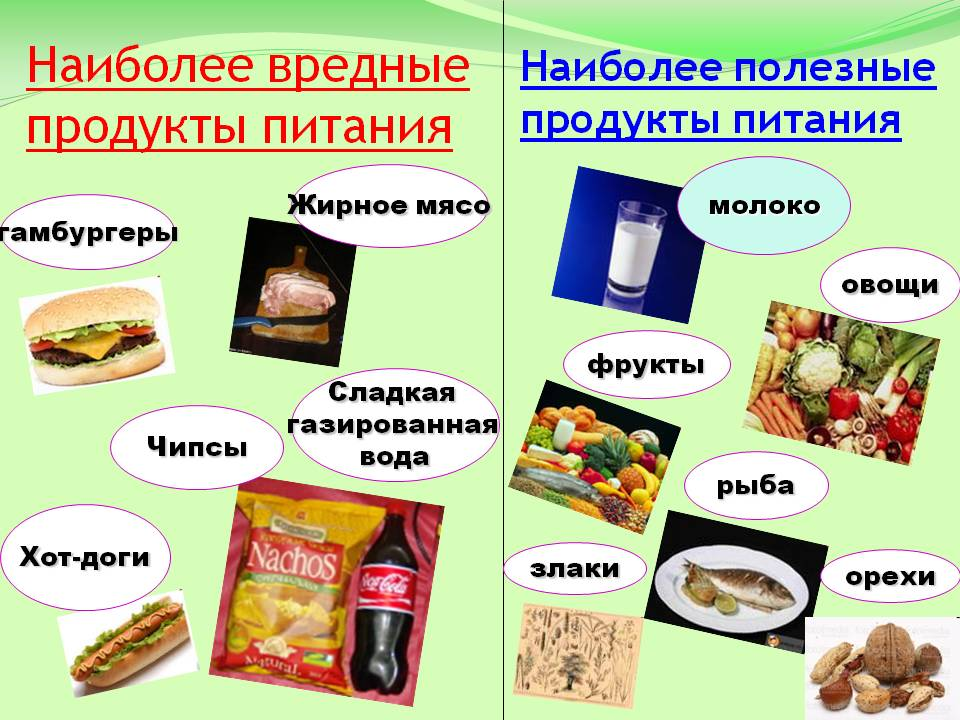 Наиболее вредные
продукты питания
гамбургеры
Жирное мясо
Чипсы
Сладкая
газированная
вода
Хот-доги
Nachos
Natural
Coca-Cola
Наиболее полезные
продукты питания
молоко
овощи
фрукты
рыба
злаки
орехи